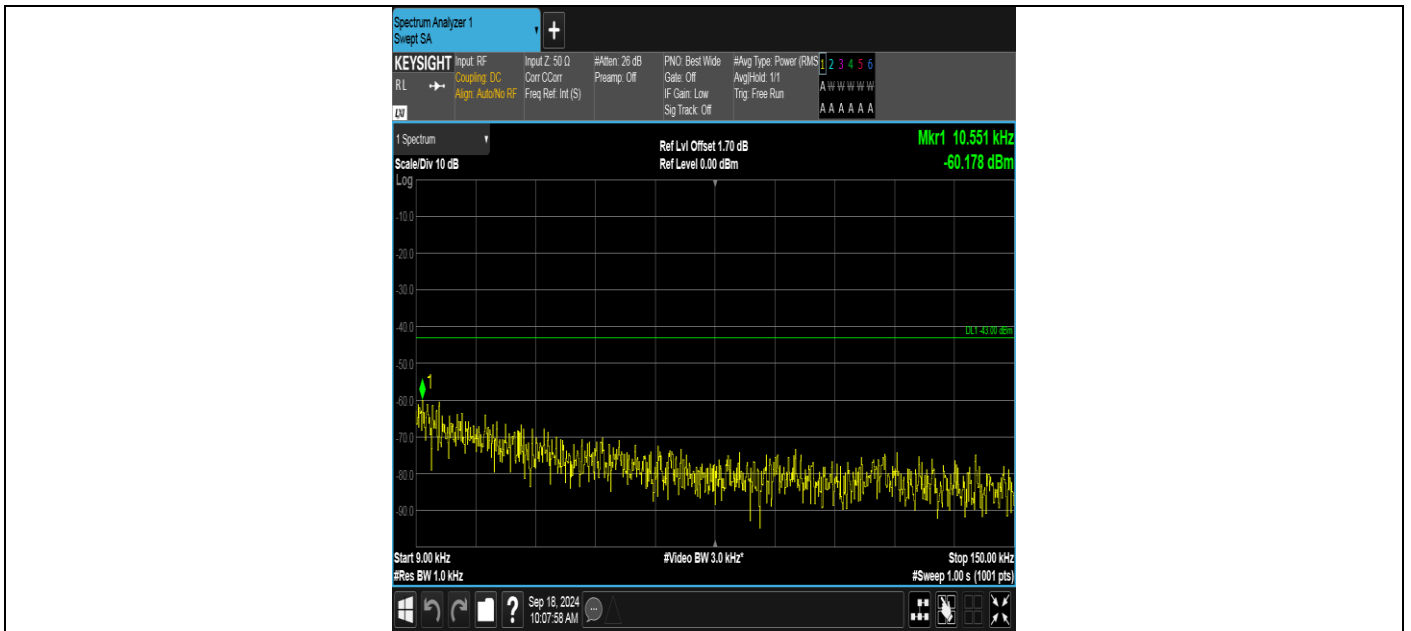 Spectrum Analyzer 1
Swept SA
+
KEYSIGHT
RL
LXI
Input: RF
Coupling: DC
Align: Auto/No RF
Input Z: 50 Ω
Corr CCorr
Freq Ref: Int (S)
#Atten: 26 dB
Preamp: Off
PNO: Best Wide
Gate: Off
IF Gain: Low
Sig Track: Off
#Avg Type: Power (RMS
Avg|Hold: 1/1
Trig: Free Run
1 2 3 4 5 6
A W W W W W
A A A A A A
1 Spectrum
Scale/Div 10 dB
Ref Lvl Offset 1.70 dB
Ref Level 0.00 dBm
Mkr1 10.551 kHz
-60.178 dBm
Log
-10.0
-20.0
-30.0
-40.0
DL1 -43.00 dBm
-50.0
1
-60.0
-70.0
-80.0
-90.0
Start 9.00 kHz
#Res BW 1.0 kHz
#Video BW 3.0 kHz*
Stop 150.00 kHz
#Sweep 1.00 s (1001 pts)
?
Sep 18, 2024
10:07:58 AM